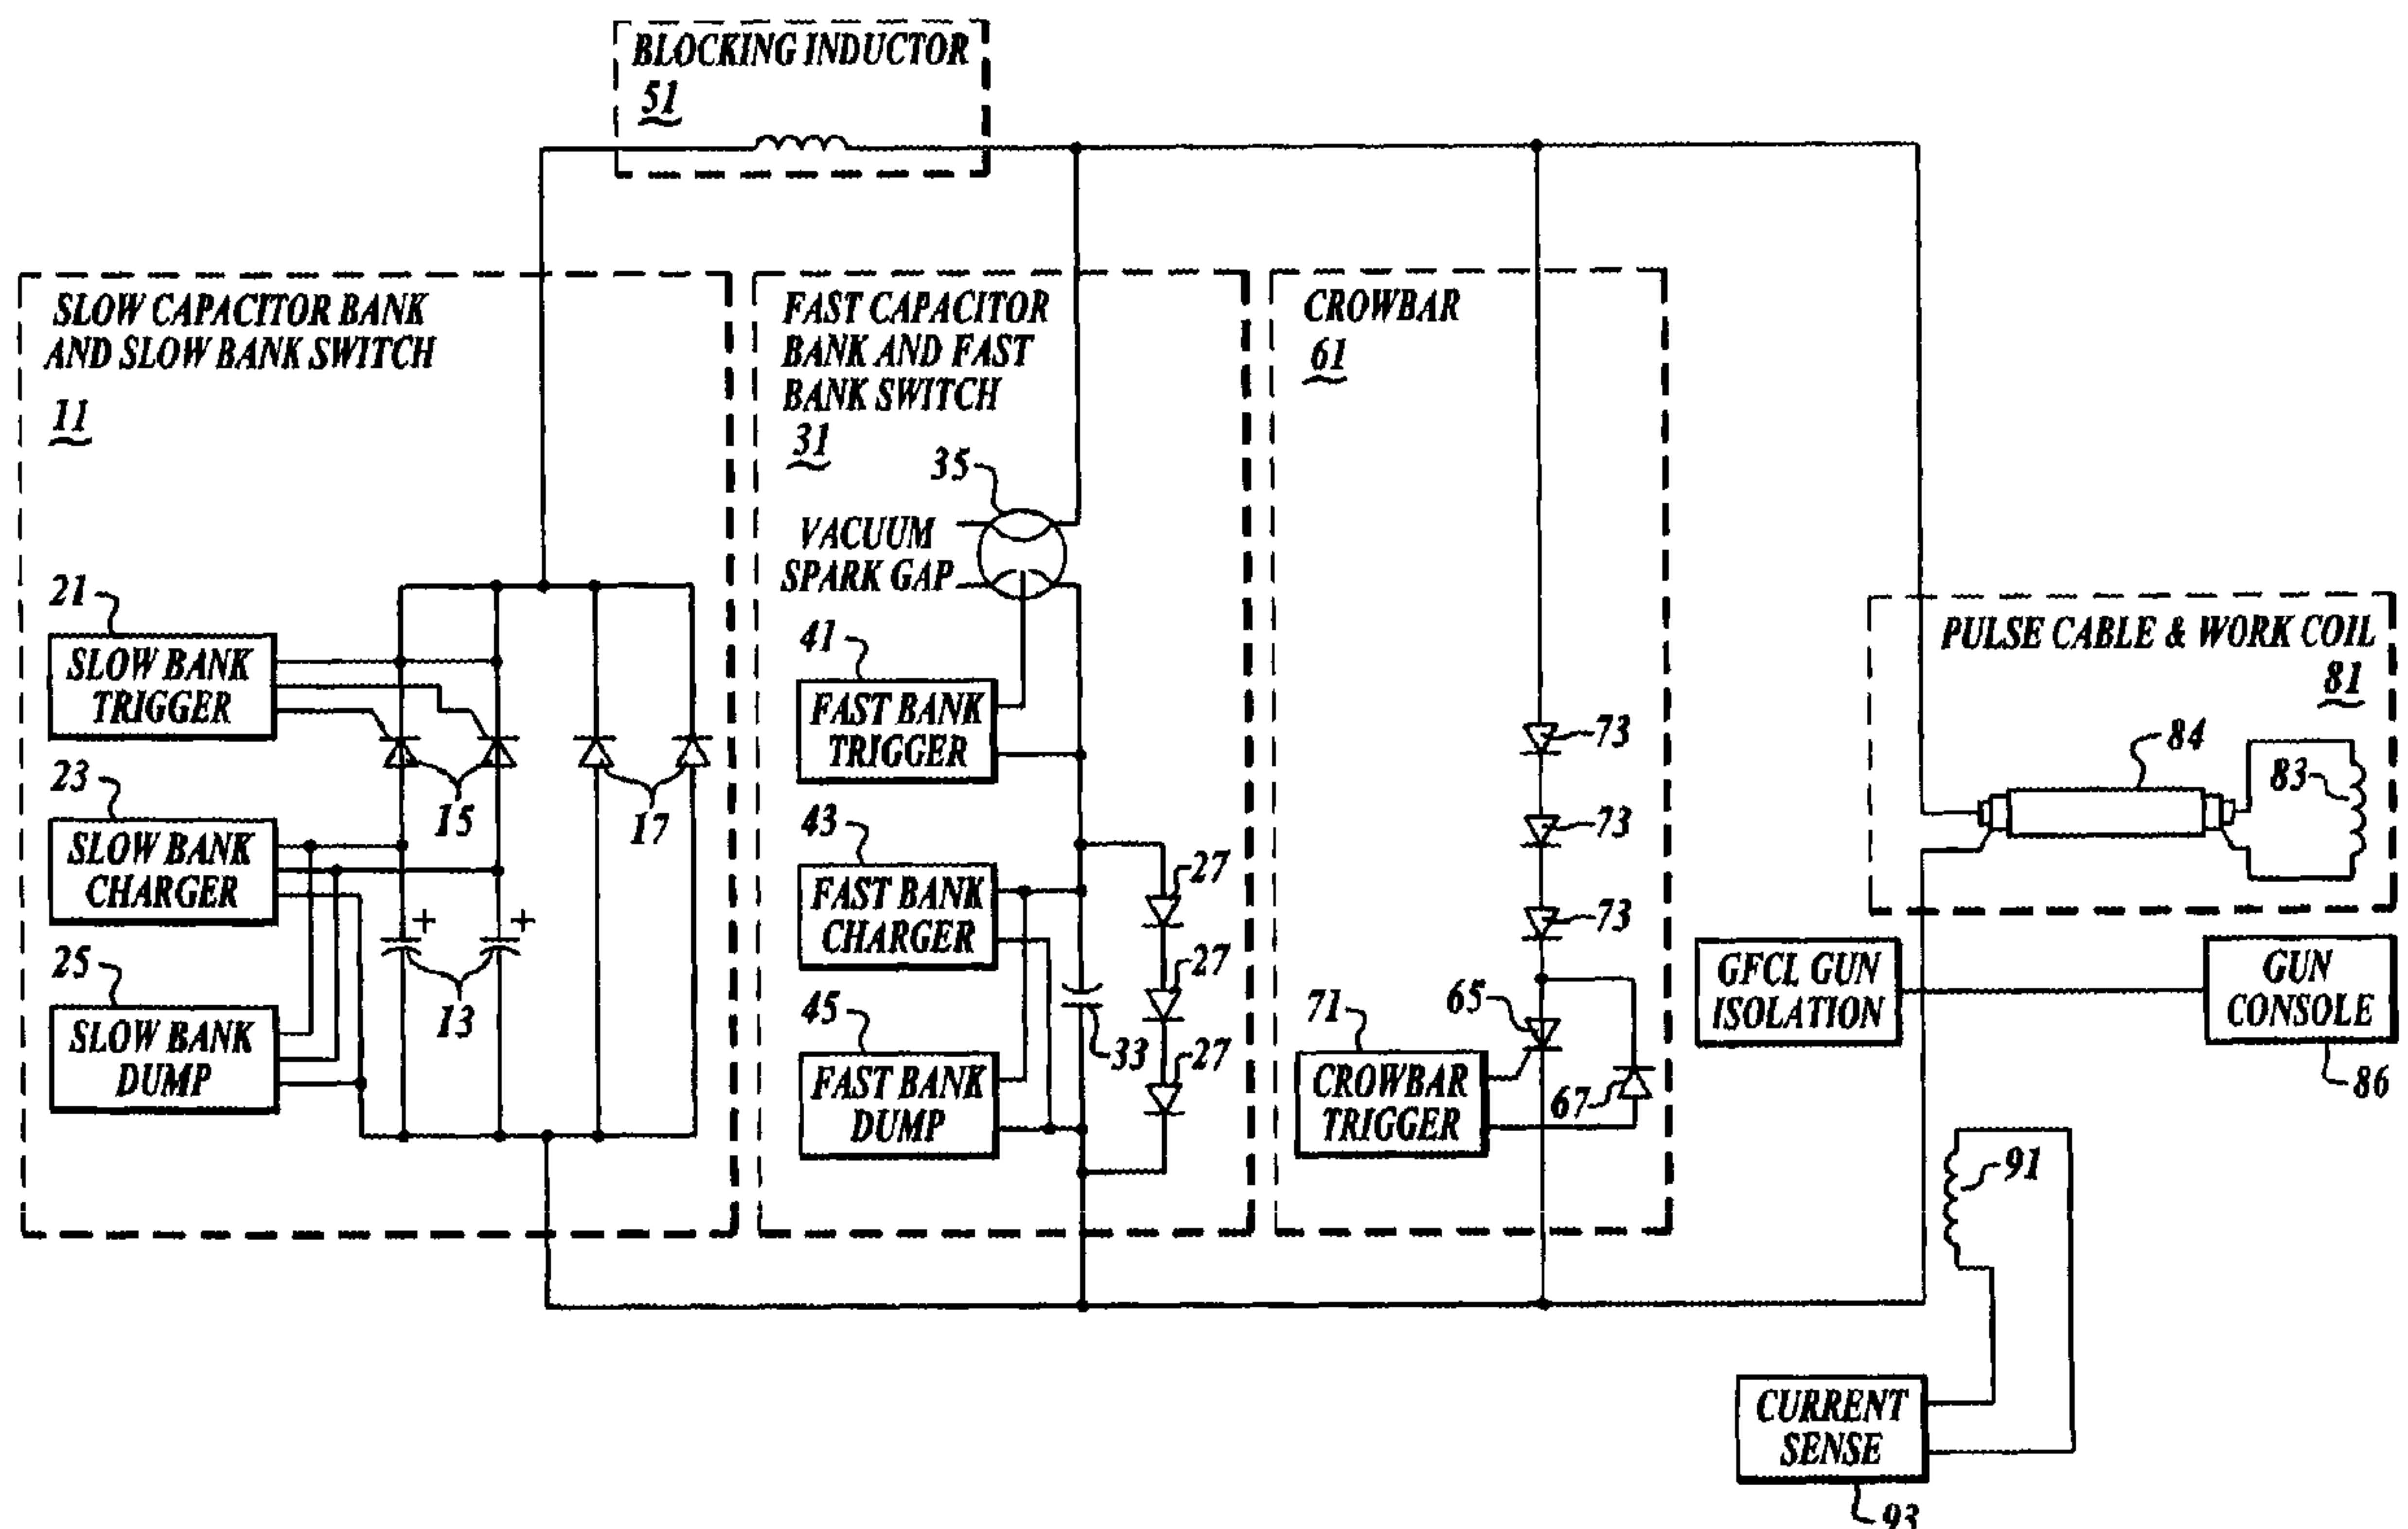 BLOCKING INDUCTOR
51
SLOW CAPACITOR BANK
AND SLOW BANK SWITCH
11
FAST CAPACITOR
BANK AND FAST
BANK SWITCH
31
CROWBAR
61
35
VACUUM
SPARK GAP
21
SLOW BANK
TRIGGER
15
17
23
SLOW BANK
CHARGER
+
+
13
25
SLOW BANK
DUMP
41
FAST BANK
TRIGGER
43
FAST BANK
CHARGER
27
27
27
33
45
FAST BANK
DUMP
73
73
73
65
71
CROWBAR
TRIGGER
67
PULSE CABLE & WORK COIL
81
84
83
GFCL GUN
ISOLATION
GUN
CONSOLE
86
91
CURRENT
SENSE
93